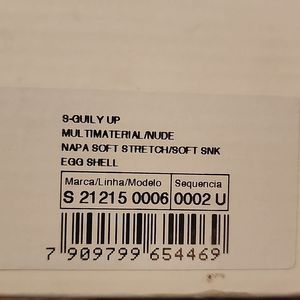 S-GUILY UP
MULTIMATERIAL/NUDE
NAPA SOFT STRETCH/SOFT SNK
EGG SHELL
Marca/Linha/Modelo Sequencia
S 21215 0006 0002 U
7 909799 654469